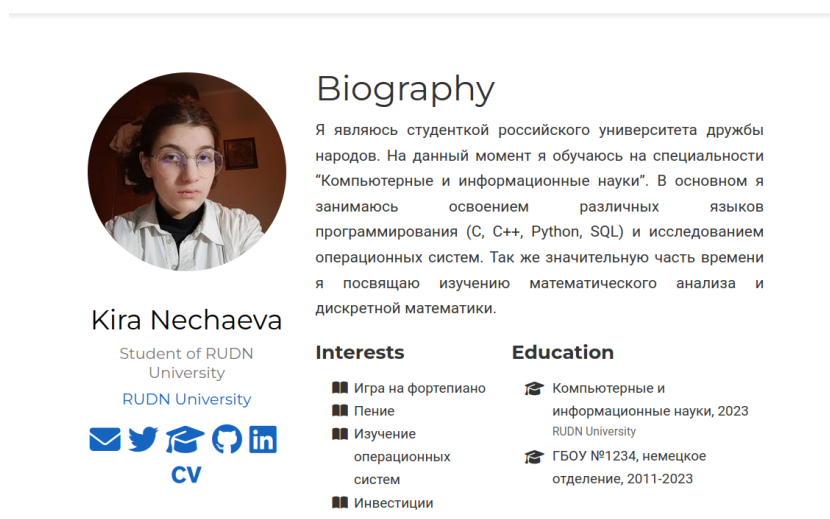 Biography
Я являюсь студенткой российского университета дружбы
народов. На данный момент я обучаюсь на специальности
“Компьютерные и информационные науки”. В основном я
занимаюсь освоением различных языков
программирования (C, C++, Python, SQL) и исследованием
операционных систем. Так же значительную часть времени
я посвящаю изучению математического анализа и
дискретной математики.
Kira Nechaeva
Student of RUDN
University
RUDN University
CV
Interests
Игра на фортепиано
Пение
Изучение
операционных
систем
Инвестиции
Education
Компьютерные и
информационные науки, 2023
RUDN University
ГБОУ №1234, немецкое
отделение, 2011-2023